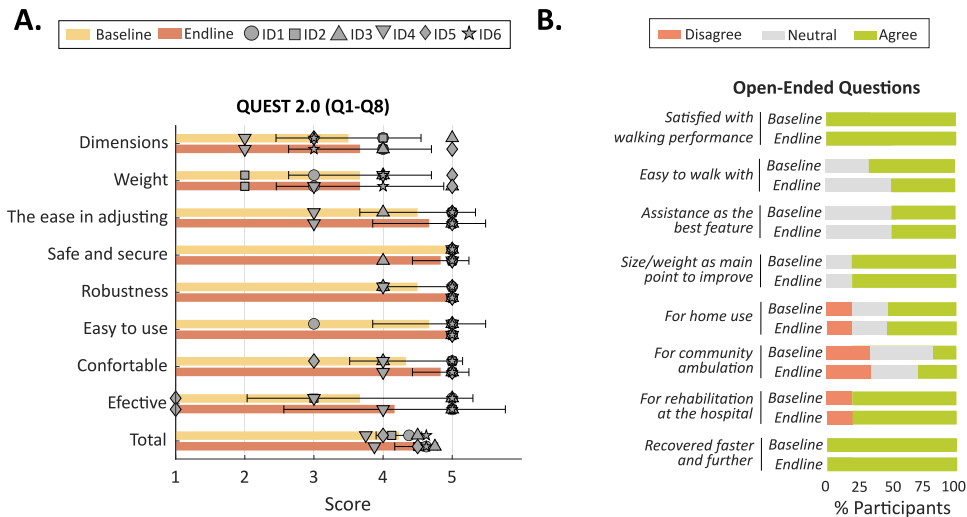 A.
Baseline Endline ID1 ID2 ID3 ID4 ID5 ID6
QUEST 2.0 (Q1-Q8)
Dimensions
Weight
The ease in adjusting
Safe and secure
Robustness
Easy to use
Confortable
Efective
Total
1 2 3 4 5
Score
B.
Disagree Neutral Agree
Open-Ended Questions
Satisfied with
walking performance
Baseline
Endline
Easy to walk with
Baseline
Endline
Assistance as the
best feature
Baseline
Endline
Size/weight as main
point to improve
Baseline
Endline
For home use
Baseline
Endline
For community
ambulation
Baseline
Endline
For rehabilitation
at the hospital
Baseline
Endline
Recovered faster
and further
Baseline
Endline
0 25 50 75 100
% Participants